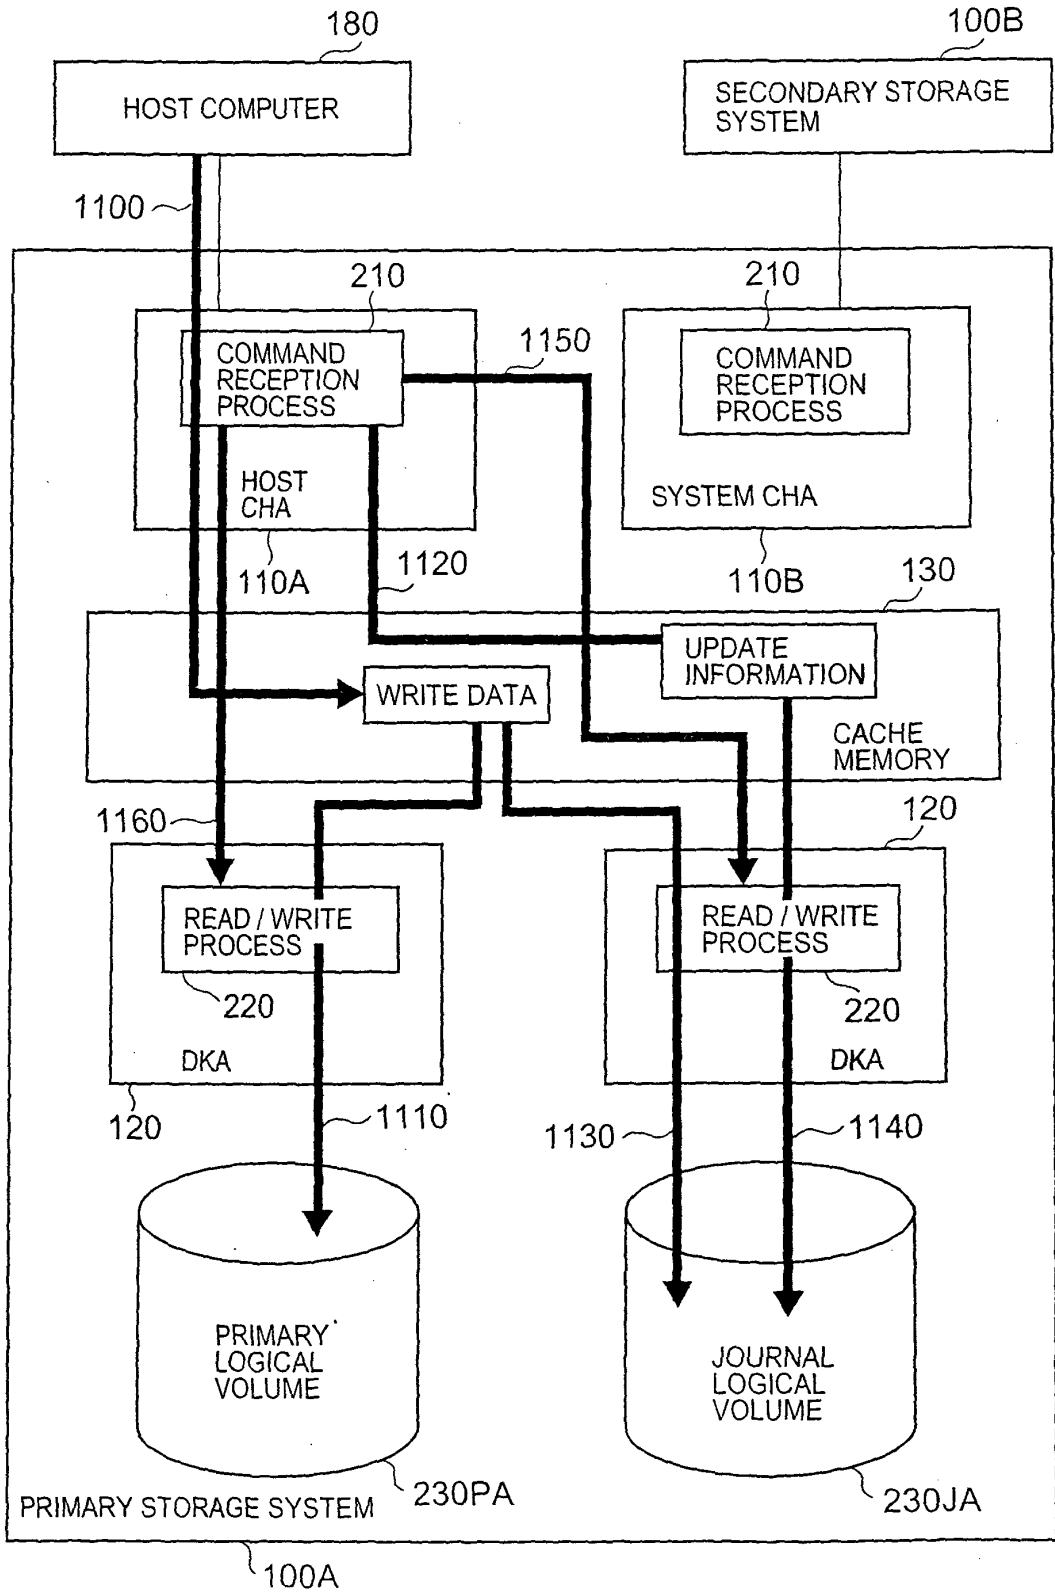 180
100B
HOST COMPUTER
SECONDARY STORAGE
SYSTEM
1100
210
210
COMMAND
RECEPTION
PROCESS
1150
COMMAND
RECEPTION
PROCESS
HOST
CHA
SYSTEM CHA
110A
1120
110B
130
UPDATE
INFORMATION
WRITE DATA
CACHE
MEMORY
1160
120
READ / WRITE
PROCESS
READ / WRITE
PROCESS
220
220
DKA
DKA
120
1110
1130
1140
PRIMARY
LOGICAL
VOLUME
JOURNAL
LOGICAL
VOLUME
230PA
230JA
PRIMARY STORAGE SYSTEM
100A